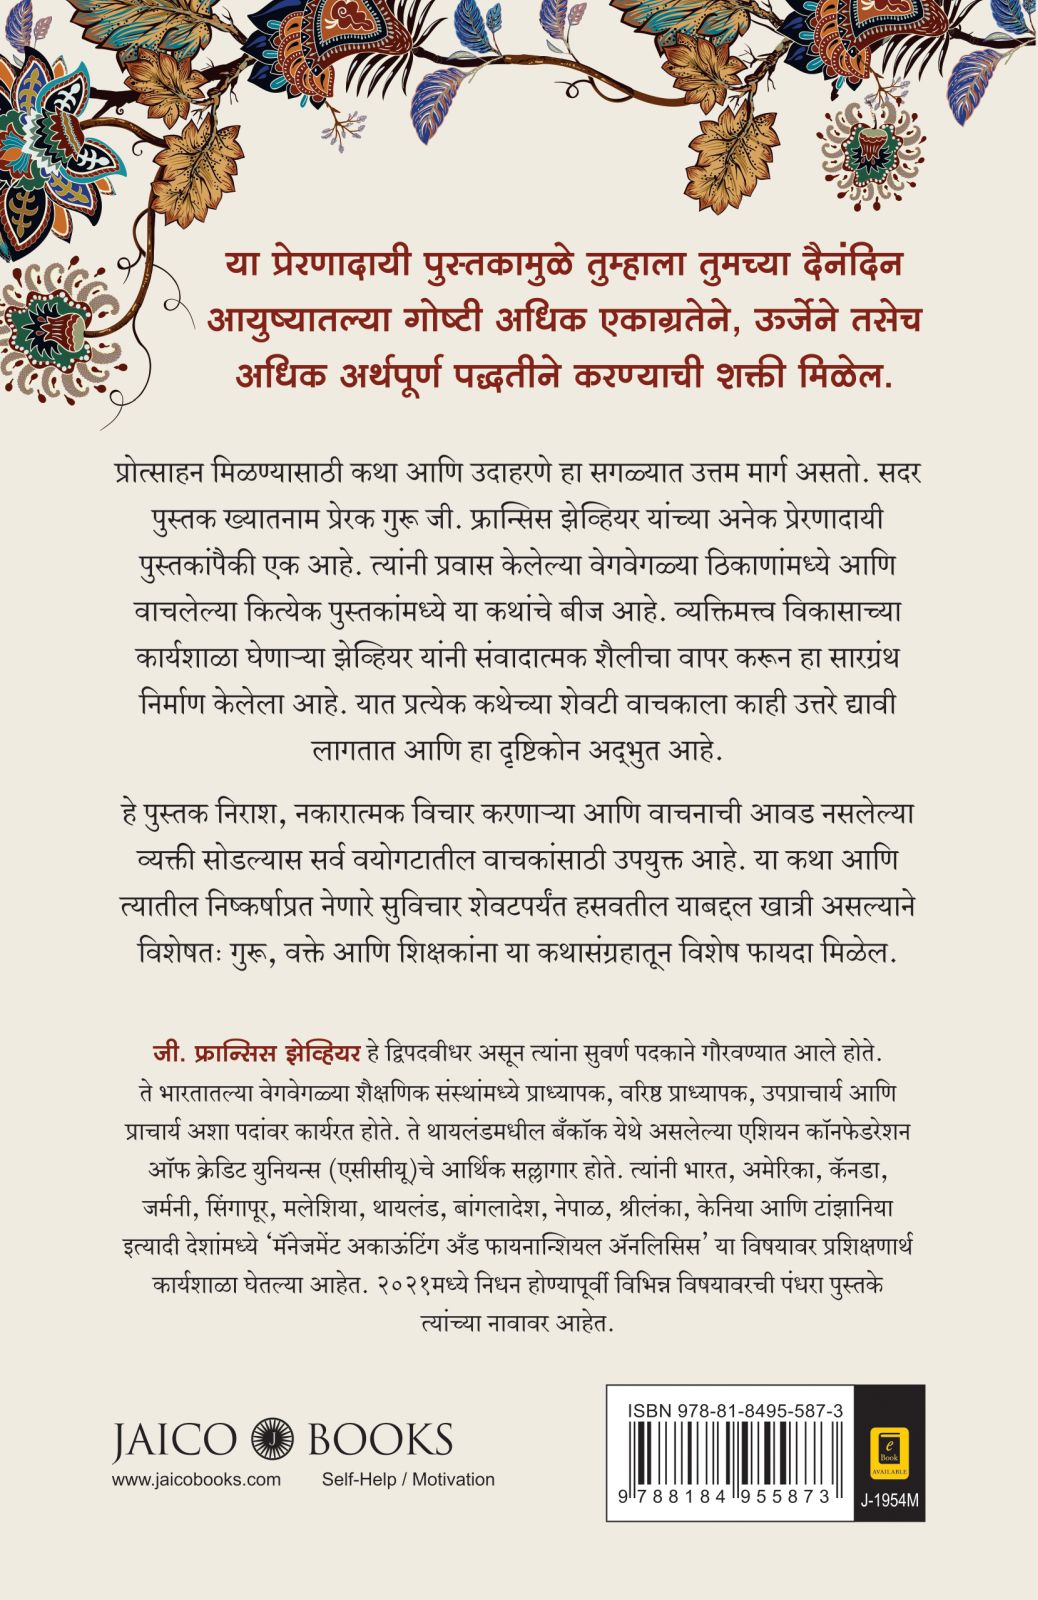 या प्रेरणादायी पुस्तकामुळे तुम्हाला तुमच्या दैनंदिन
आयुष्यातल्या गोष्टी अधिक एकाग्रतेने, ऊर्जेने तसेच
अधिक अर्थपूर्ण पद्धतीने करण्याची शक्ती मिळेल.
प्रोत्साहन मिळण्यासाठी कथा आणि उदाहरणे हा सगळ्यात उत्तम मार्ग असतो. सदर
पुस्तक ख्यातनाम प्रेरक गुरू जी. फ्रान्सिस झेव्हियर यांच्या अनेक प्रेरणादायी
पुस्तकांपैकी एक आहे. त्यांनी प्रवास केलेल्या वेगवेगळ्या ठिकाणांमध्ये आणि
वाचलेल्या कित्येक पुस्तकांमध्ये या कथांचे बीज आहे. व्यक्तिमत्त्व विकासाच्या
कार्यशाळा घेणाऱ्या झेव्हियर यांनी संवादात्मक शैलीचा वापर करून हा सारग्रंथ
निर्माण केलेला आहे. यात प्रत्येक कथेच्या शेवटी वाचकाला काही उत्तरे द्यावी
लागतात आणि हा दृष्टिकोन अद्‌भुत आहे.
हे पुस्तक निराश, नकारात्मक विचार करणाऱ्या आणि वाचनाची आवड नसलेल्या
व्यक्ती सोडल्यास सर्व वयोगटातील वाचकांसाठी उपयुक्त आहे. या कथा आणि
त्यातील निष्कर्षाप्रत नेणारे सुविचार शेवटपर्यंत हसवतील याबद्दल खात्री असल्याने
विशेषतः गुरू, वक्ते आणि शिक्षकांना या कथासंग्रहातून विशेष फायदा मिळेल.
जी. फ्रान्सिस झेव्हियर हे द्विपदवीधर असून त्यांना सुवर्ण पदकाने गौरवण्यात आले होते.
ते भारतातल्या वेगवेगळ्या शैक्षणिक संस्थांमध्ये प्राध्यापक, वरिष्ठ प्राध्यापक, उपप्राचार्य आणि
प्राचार्य अशा पदांवर कार्यरत होते. ते थायलंडमधील बँकॉक येथे असलेल्या एशियन कॉनफेडरेशन
ऑफ क्रेडिट युनियन्स (एसीसीयू)चे आर्थिक सल्लागार होते. त्यांनी भारत, अमेरिका, कॅनडा,
जर्मनी, सिंगापूर, मलेशिया, थायलंड, बांगलादेश, नेपाळ, श्रीलंका, केनिया आणि टांझानिया
इत्यादी देशांमध्ये ‘मॅनेजमेंट अकाऊंटिंग अँड फायनान्शियल ॲनलिसिस’ या विषयावर प्रशिक्षणार्थ
कार्यशाळा घेतल्या आहेत. २०२१मध्ये निधन होण्यापूर्वी विभिन्न विषयावरची पंधरा पुस्तके
त्यांच्या नावावर आहेत.
JAICO J BOOKS
www.jaicobooks.com Self-Help / Motivation
ISBN 978-81-8495-587-3
9 788184 955873
e
Book
AVAILABLE
J-1954M